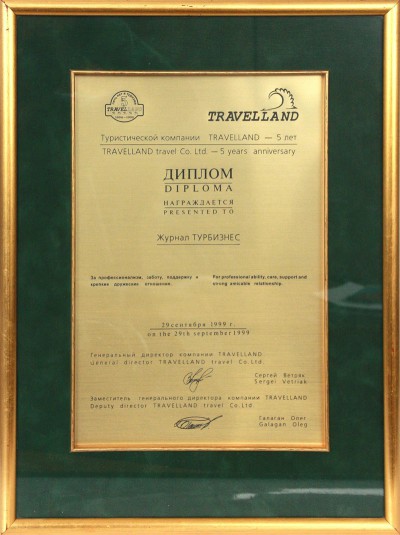 TRAVELLAND
TRAVELLAND
Туристической компании TRAVELLAND — 5 лет
TRAVELLAND travel Co. Ltd. — 5 years anniversary
ДИПЛОМ
DIPLOMA
НАГРАЖДАЕТСЯ
PRESENTED TO
Журнал ТУРБИЗНЕС
За профессионализм, заботу, поддержку и
крепкие дружеские отношения.
For professional ability, care, support and
strong amicable relationship.
29 сентября 1999 г.
on the 29th september 1999
Генеральный директор компании TRAVELLAND
General director TRAVELLAND travel Co.Ltd.
Сергей Ветряк
Sergei Vetriak
Заместитель генерального директора компании TRAVELLAND
Deputy director TRAVELLAND travel Co.Ltd.
Галаган Олег
Galagan Oleg